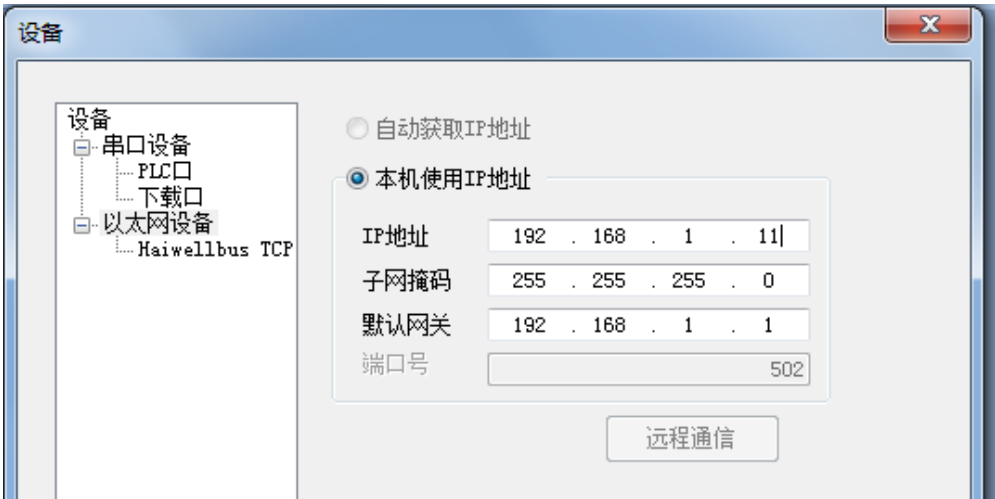 设备
设备
串口设备
PLC口
下载口
以太网设备
Haiwellbus TCP
自动获取IP地址
本机使用IP地址
IP地址 192 . 168 . 1 . 11
子网掩码 255 . 255 . 255 . 0
默认网关 192 . 168 . 1 . 1
端口号 502
远程通信